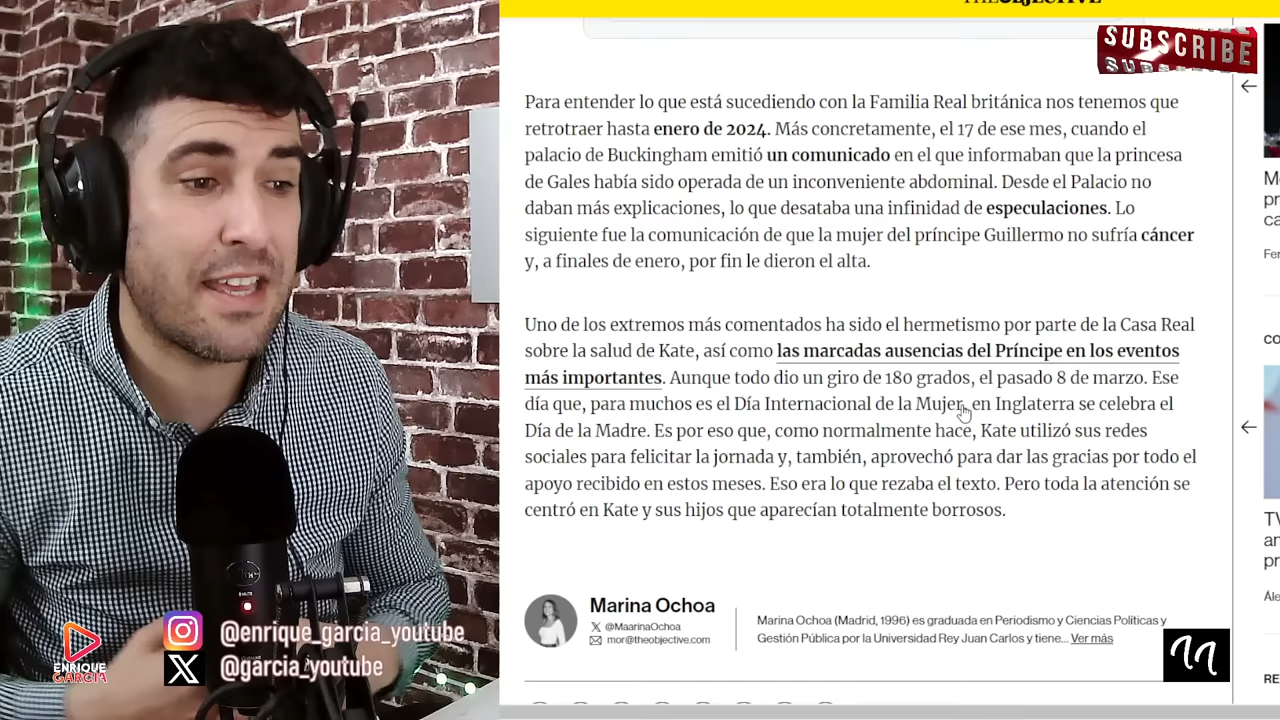 THEOBJECTIVE
SUBSCRIBE
Para entender lo que está sucediendo con la Familia Real británica nos tenemos que
retrotraer hasta enero de 2024. Más concretamente, el 17 de ese mes, cuando el
palacio de Buckingham emitió un comunicado en el que informaban que la princesa
de Gales había sido operada de un inconveniente abdominal. Desde el Palacio no
daban más explicaciones, lo que desataba una infinidad de especulaciones. Lo
siguiente fue la comunicación de que la mujer del príncipe Guillermo no sufría cáncer
y, a finales de enero, por fin le dieron el alta.
Uno de los extremos más comentados ha sido el hermetismo por parte de la Casa Real
sobre la salud de Kate, así como las marcadas ausencias del Príncipe en los eventos
más importantes. Aunque todo dio un giro de 180 grados, el pasado 8 de marzo. Ese
día que, para muchos es el Día Internacional de la Mujer, en Inglaterra se celebra el
Día de la Madre. Es por eso que, como normalmente hace, Kate utilizó sus redes
sociales para felicitar la jornada y, también, aprovechó para dar las gracias por todo el
apoyo recibido en estos meses. Eso era lo que rezaba el texto. Pero toda la atención se
centró en Kate y sus hijos que aparecían totalmente borrosos.
Marina Ochoa
@MaarinaOchoa
mor@theobjective.com
Marina Ochoa (Madrid, 1996) es graduada en Periodismo y Ciencias Políticas y
Gestión Pública por la Universidad Rey Juan Carlos y tiene... Ver más
M
pr
ca
Fer
CO
TV
an
pr
Ále
RE
@enrique_garcia_youtube
@garcia_youtube
ENRIQUE
GARCIA